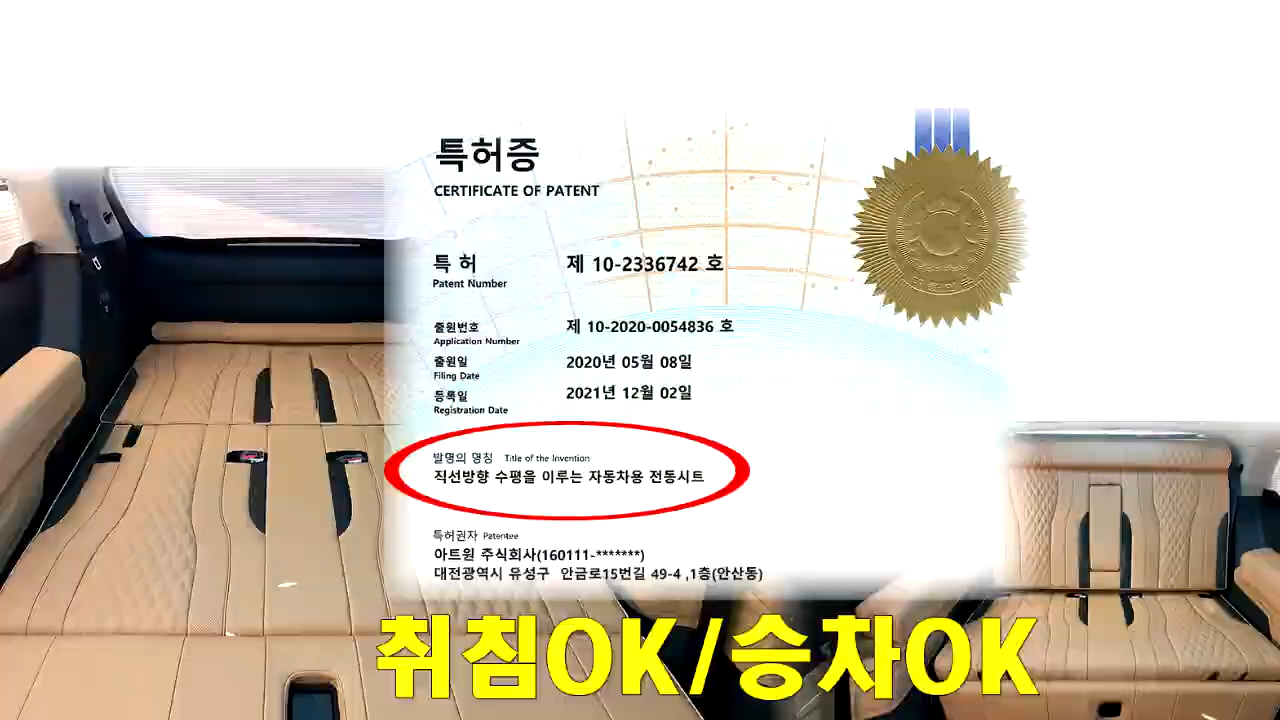 특허증
CERTIFICATE OF PATENT
특 허 제 10-2336742 호
Patent Number
출원번호 제 10-2020-0054836 호
Application Number
출원일 2020년 05월 08일
Filing Date
등록일 2021년 12월 02일
Registration Date
발명의 명칭 Title of the Invention
직선방향 수평을 이루는 자동차용 전동시트
특허권자 Patentee
아트원 주식회사(160111-*******)
대전광역시 유성구 안금로15번길 49-4 ,1층(안산동)
취침OK/승차OK